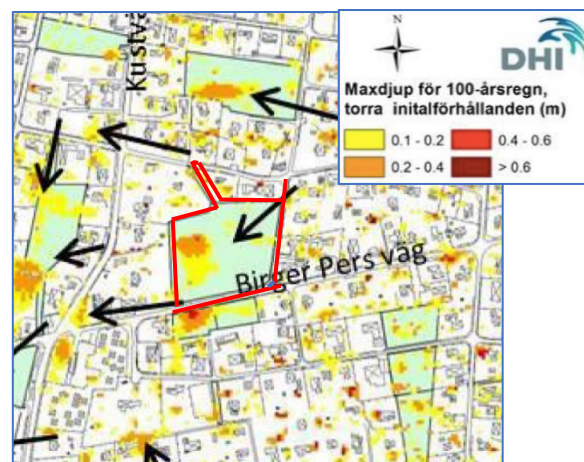 Kustvä
N
DHI
Maxdjup för 100-årsregn,
torra initalförhållanden (m)
0.1 - 0.2
0.4 - 0.6
0.2 - 0.4
> 0.6
Birger Pers väg